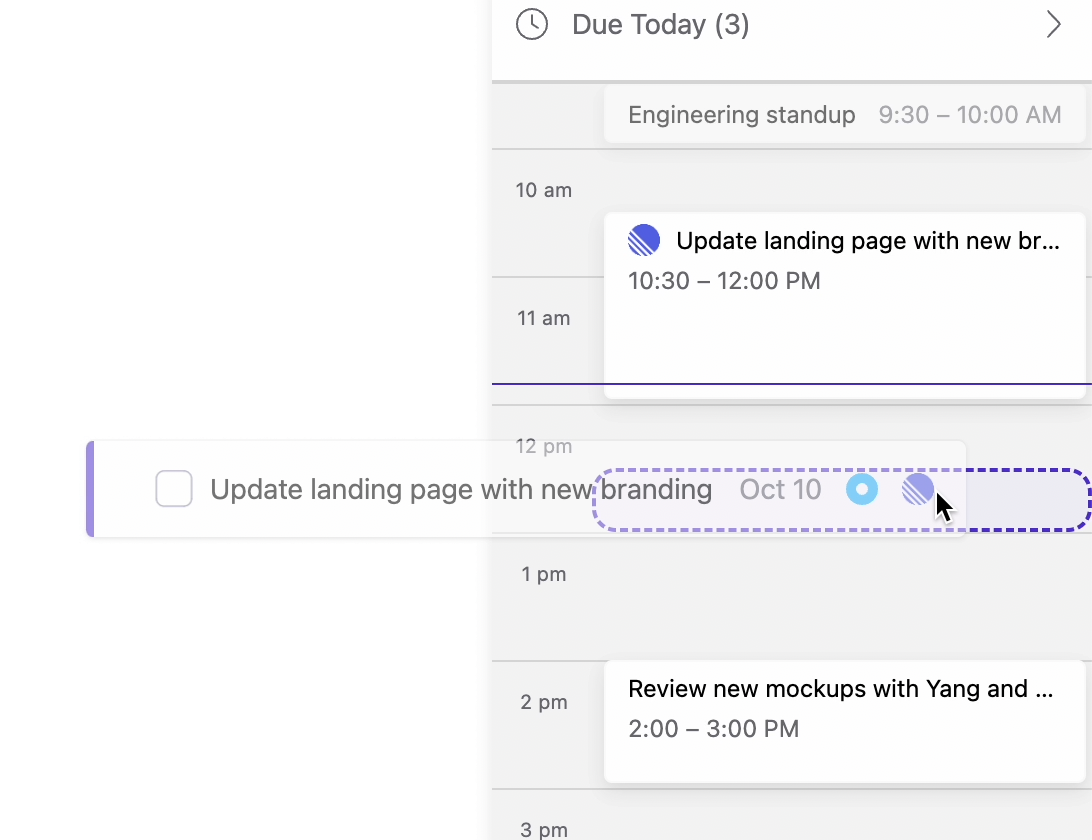 Due Today (3)
Engineering standup 9:30 – 10:00 AM
10 am
Update landing page with new br...
10:30 – 12:00 PM
11 am
12 pm
Update landing page with new branding Oct 10
1 pm
Review new mockups with Yang and ...
2 pm
2:00 – 3:00 PM
3 pm